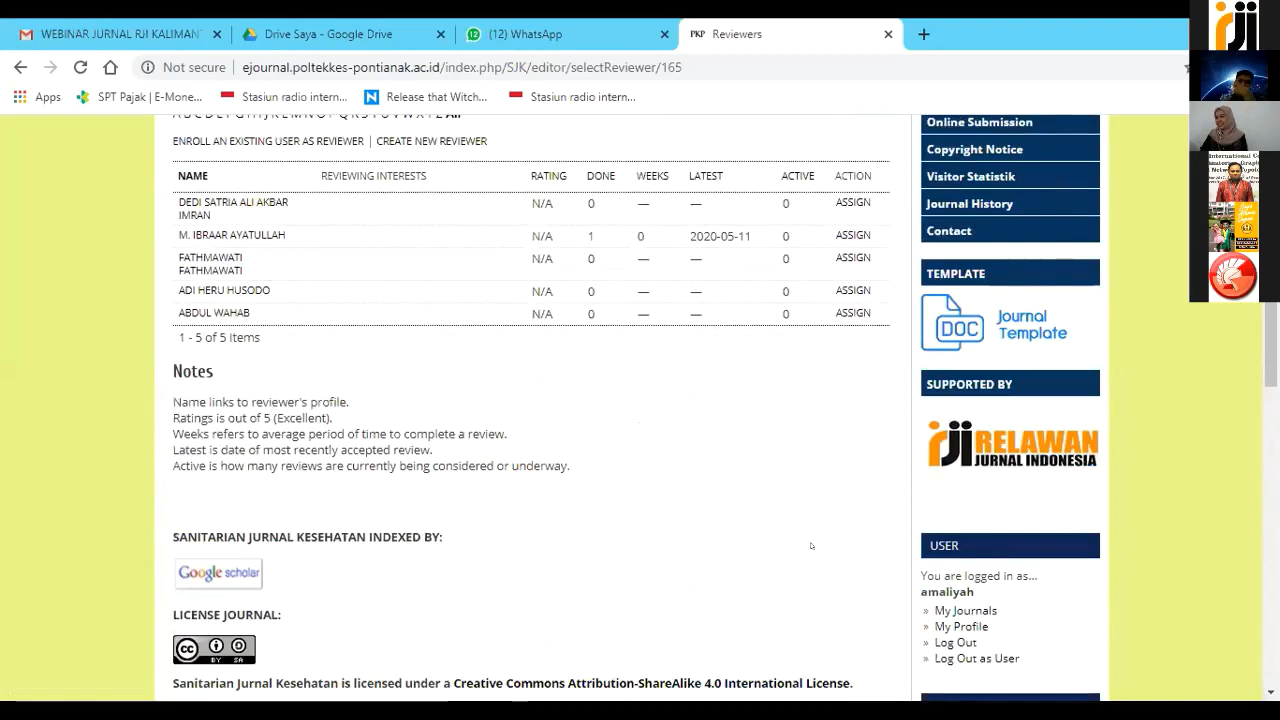 WEBINAR JURNAL RJI KALIMAN
Drive Saya - Google Drive
(12) WhatsApp
PKP Reviewers
Not secure
ejournal.poltekkes-pontianak.ac.id/index.php/SJK/editor/selectReviewer/165
Apps
SPT Pajak | E-Mone...
Stasiun radio intern...
Release that Witch...
Stasiun radio intern...
ENROLL AN EXISTING USER AS REVIEWER | CREATE NEW REVIEWER
NAME REVIEWING INTERESTS RATING DONE WEEKS LATEST ACTIVE ACTION
DEDI SATRIA ALI AKBAR IMRAN N/A 0 — — 0 ASSIGN
M. IBRAAR AYATULLAH N/A 1 0 2020-05-11 0 ASSIGN
FATHMAWATI FATHMAWATI N/A 0 — — 0 ASSIGN
ADI HERU HUSODO N/A 0 — — 0 ASSIGN
ABDUL WAHAB N/A 0 — — 0 ASSIGN
1 - 5 of 5 Items
Notes
Name links to reviewer's profile.
Ratings is out of 5 (Excellent).
Weeks refers to average period of time to complete a review.
Latest is date of most recently accepted review.
Active is how many reviews are currently being considered or underway.
SANITARIAN JURNAL KESEHATAN INDEXED BY:
Google scholar
LICENSE JOURNAL:
CC BY SA
Sanitarian Jurnal Kesehatan is licensed under a Creative Commons Attribution-ShareAlike 4.0 International License.
Online Submission
Copyright Notice
Visitor Statistik
Journal History
Contact
TEMPLATE
DOC
Journal
Template
SUPPORTED BY
rji RELAWAN
JURNAL INDONESIA
USER
You are logged in as...
amaliyah
» My Journals
» My Profile
» Log Out
» Log Out as User
rji